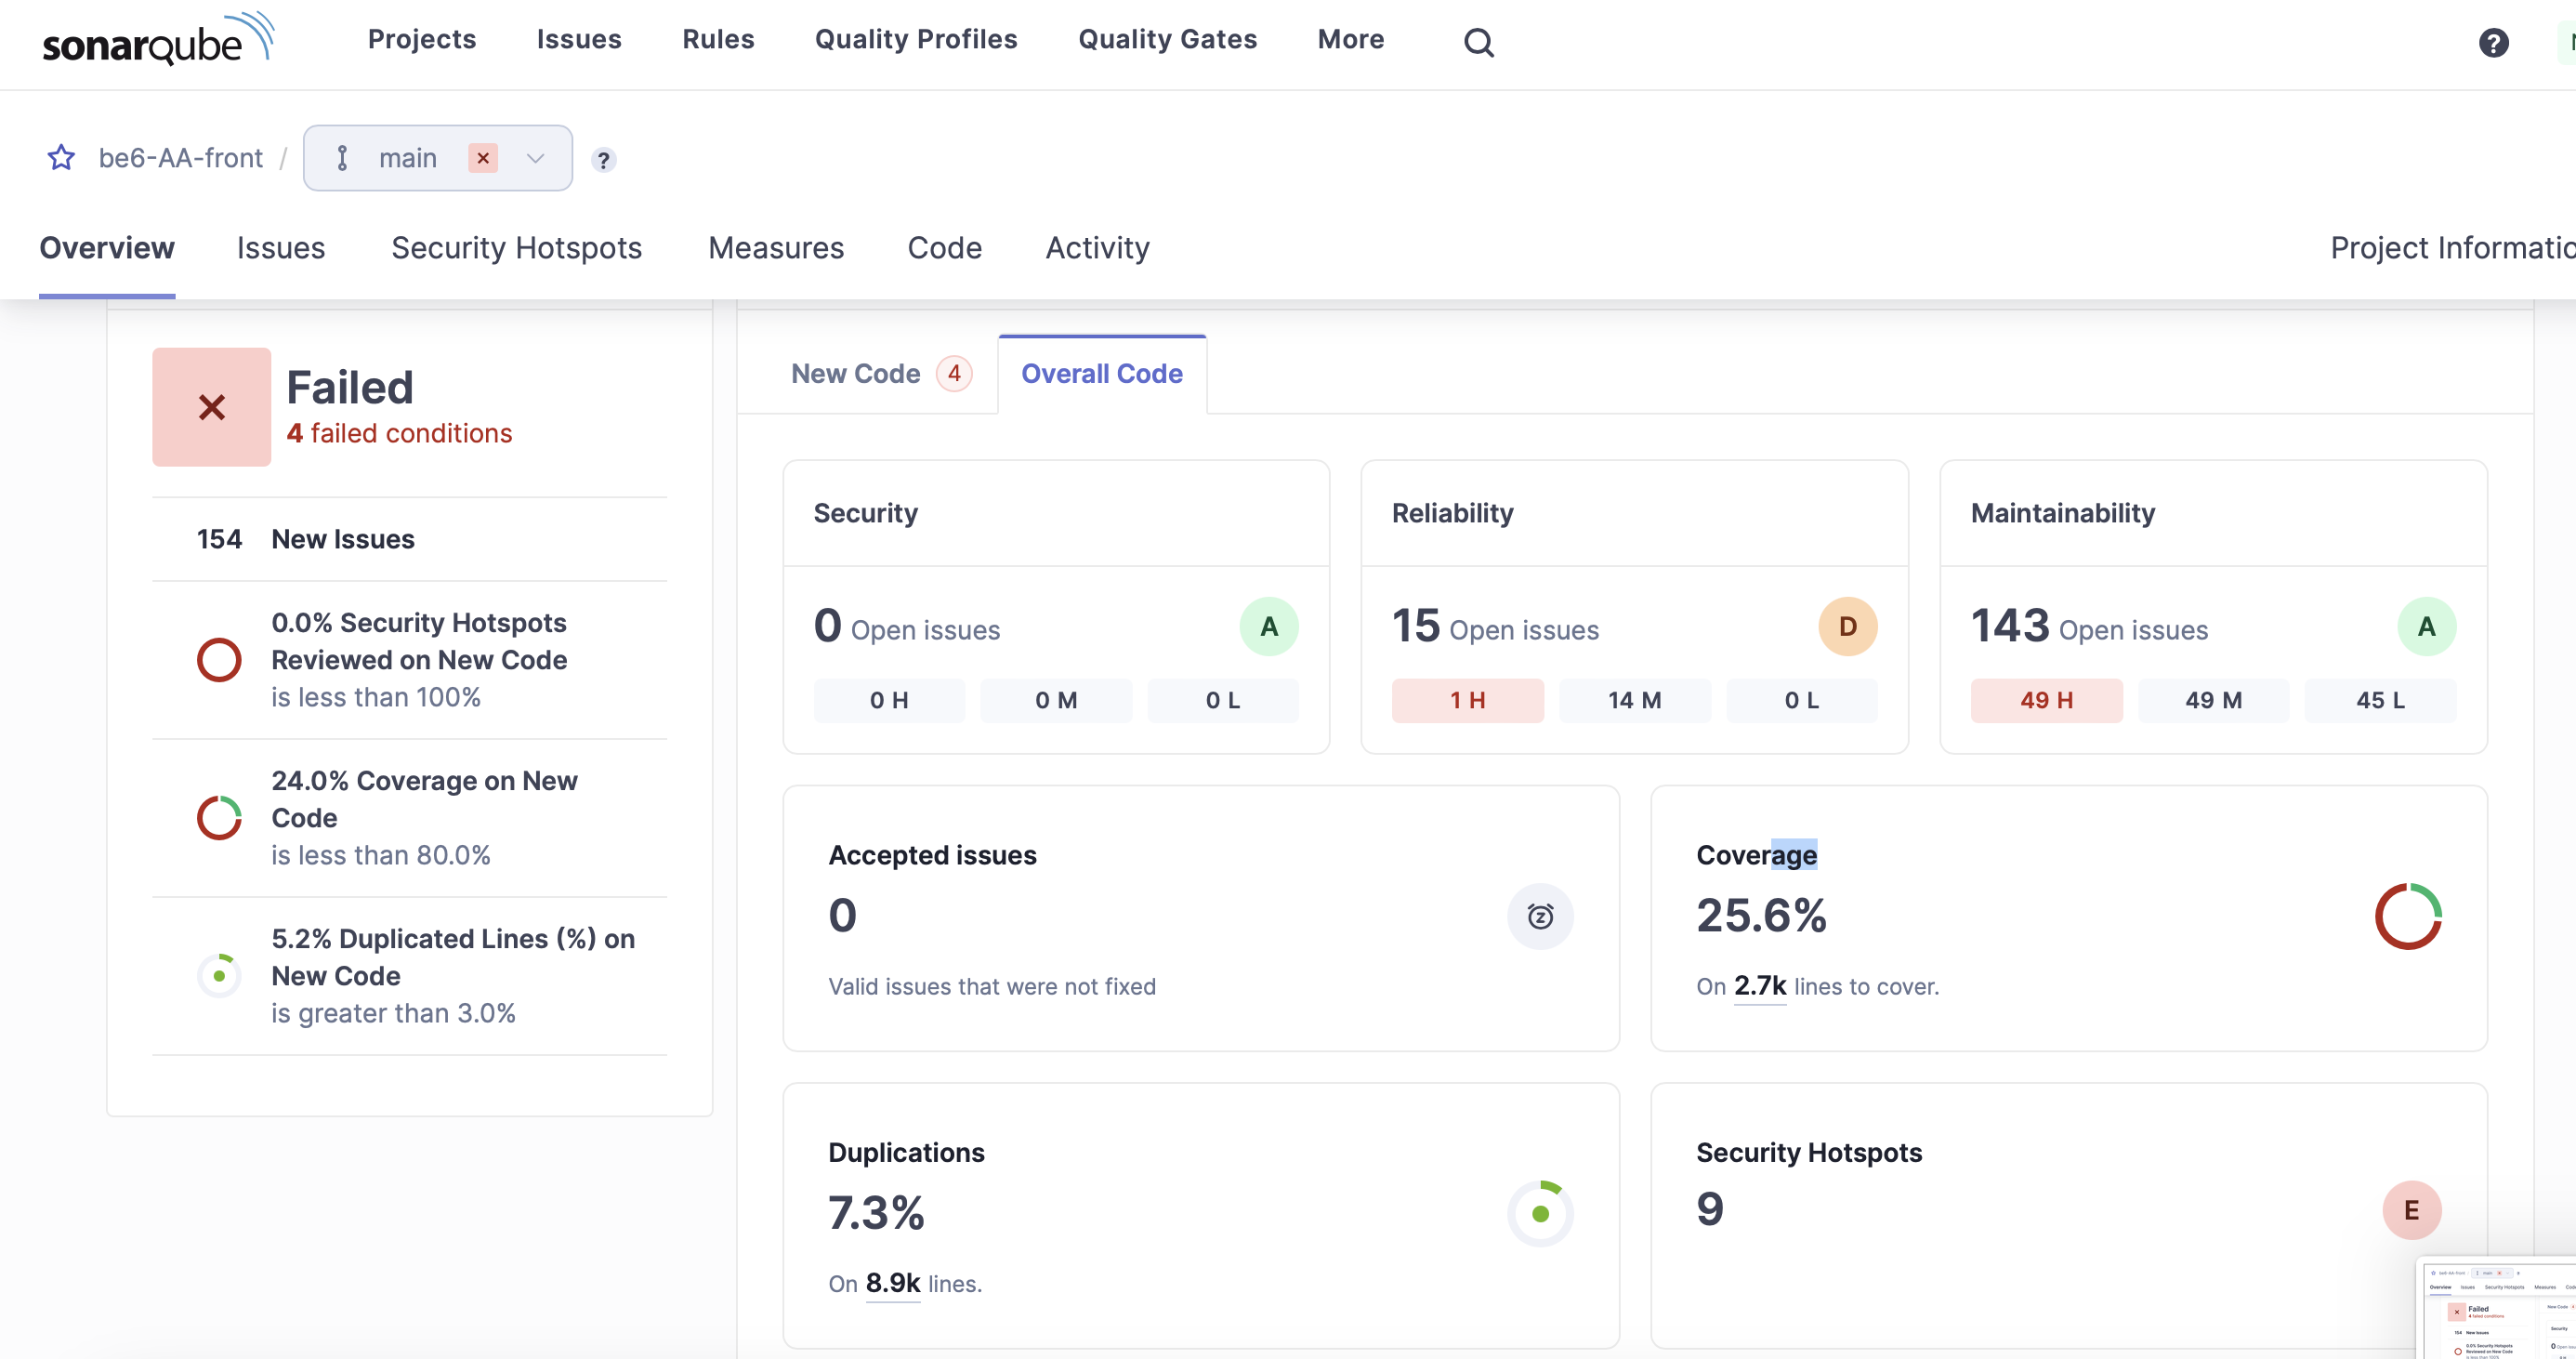 sonarqube
Projects
Issues
Rules
Quality Profiles
Quality Gates
More
be6-AA-front /
main
Overview
Issues
Security Hotspots
Measures
Code
Activity
Failed
4 failed conditions
154 New Issues
0.0% Security Hotspots
Reviewed on New Code
is less than 100%
24.0% Coverage on New
Code
is less than 80.0%
5.2% Duplicated Lines (%) on
New Code
is greater than 3.0%
New Code 4
Overall Code
Security
0 Open issues
A
0 H
0 M
0 L
Reliability
15 Open issues
D
1 H
14 M
0 L
Maintainability
143 Open issues
A
49 H
49 M
45 L
Accepted issues
0
Valid issues that were not fixed
Coverage
25.6%
On 2.7k lines to cover.
Duplications
7.3%
On 8.9k lines.
Security Hotspots
9
E